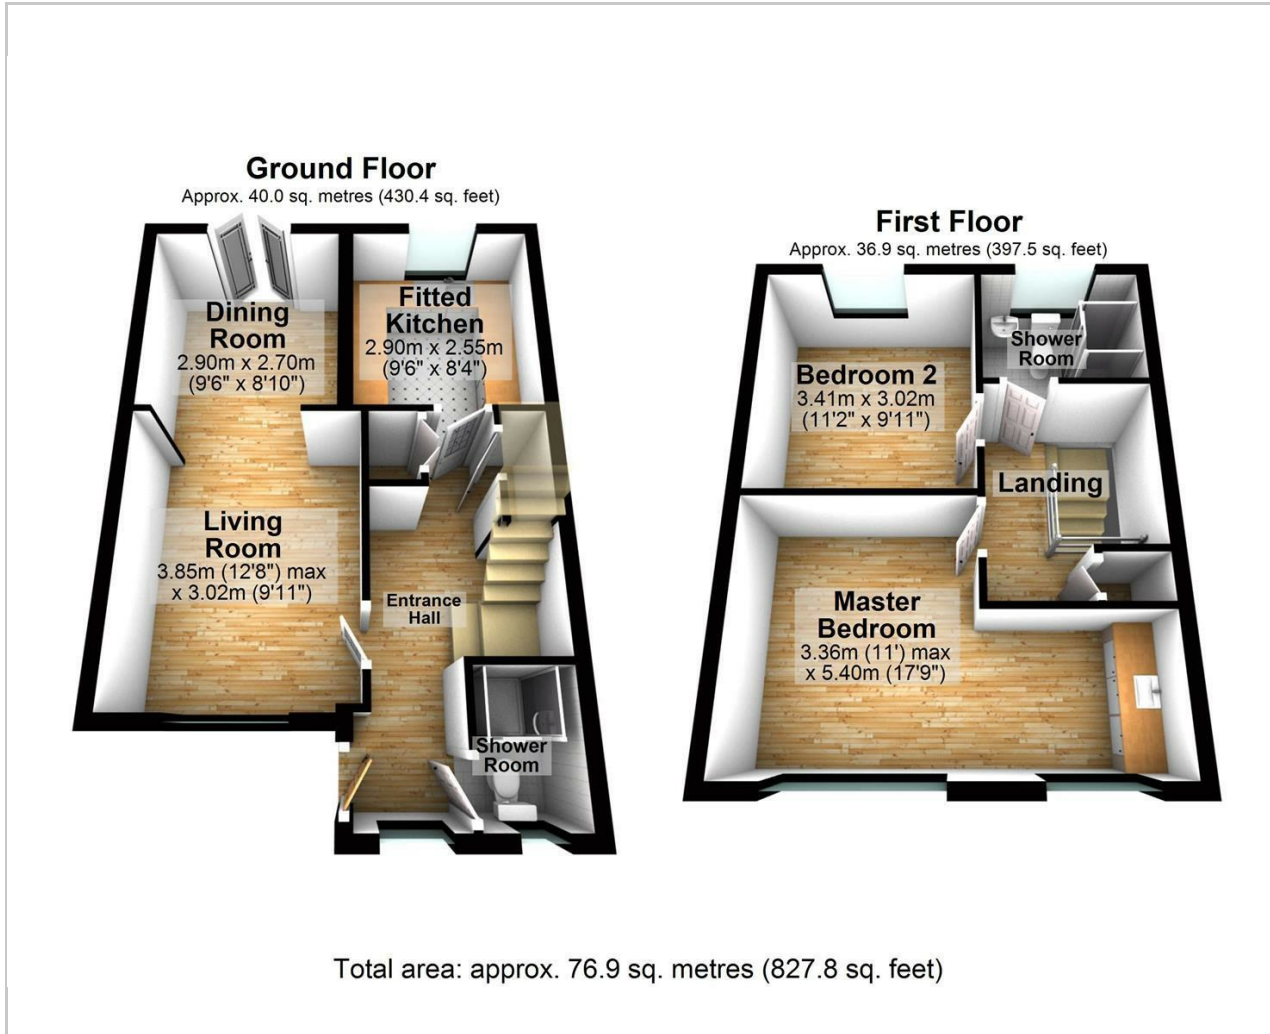 Ground Floor
Approx. 40.0 sq. metres (430.4 sq. feet)
Dining
Room
2.90m x 2.70m
(9'6" x 8'10")
Fitted
Kitchen
2.90m x 2.55m
(9'6" x 8'4")
Living
Room
3.85m (12'8") max
x 3.02m (9'11")
Entrance
Hall
Shower
Room
First Floor
Approx. 36.9 sq. metres (397.5 sq. feet)
Bedroom 2
3.41m x 3.02m
(11'2" x 9'11")
Shower
Room
Landing
Master
Bedroom
3.36m (11') max
x 5.40m (17'9")
Total area: approx. 76.9 sq. metres (827.8 sq. feet)